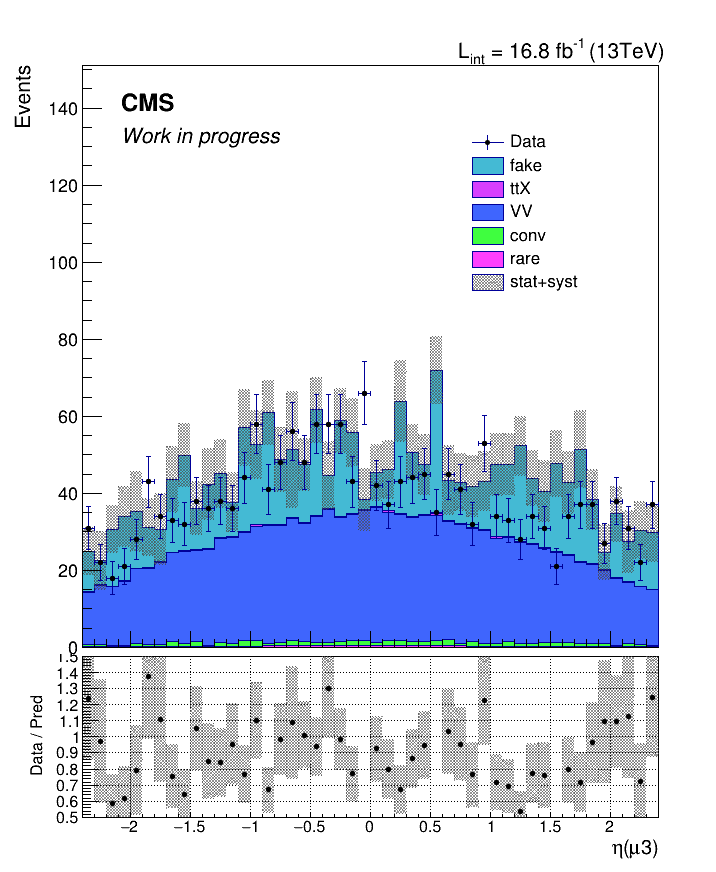 L_int = 16.8 fb^-1 (13TeV)
Events
CMS
Work in progress
Data
fake
ttX
VV
conv
rare
stat+syst
140
120
100
80
60
40
20
0
Data / Pred
1.5
1.4
1.3
1.2
1.1
1
0.9
0.8
0.7
0.6
0.5
−2 −1.5 −1 −0.5 0 0.5 1 1.5 2
η(μ3)